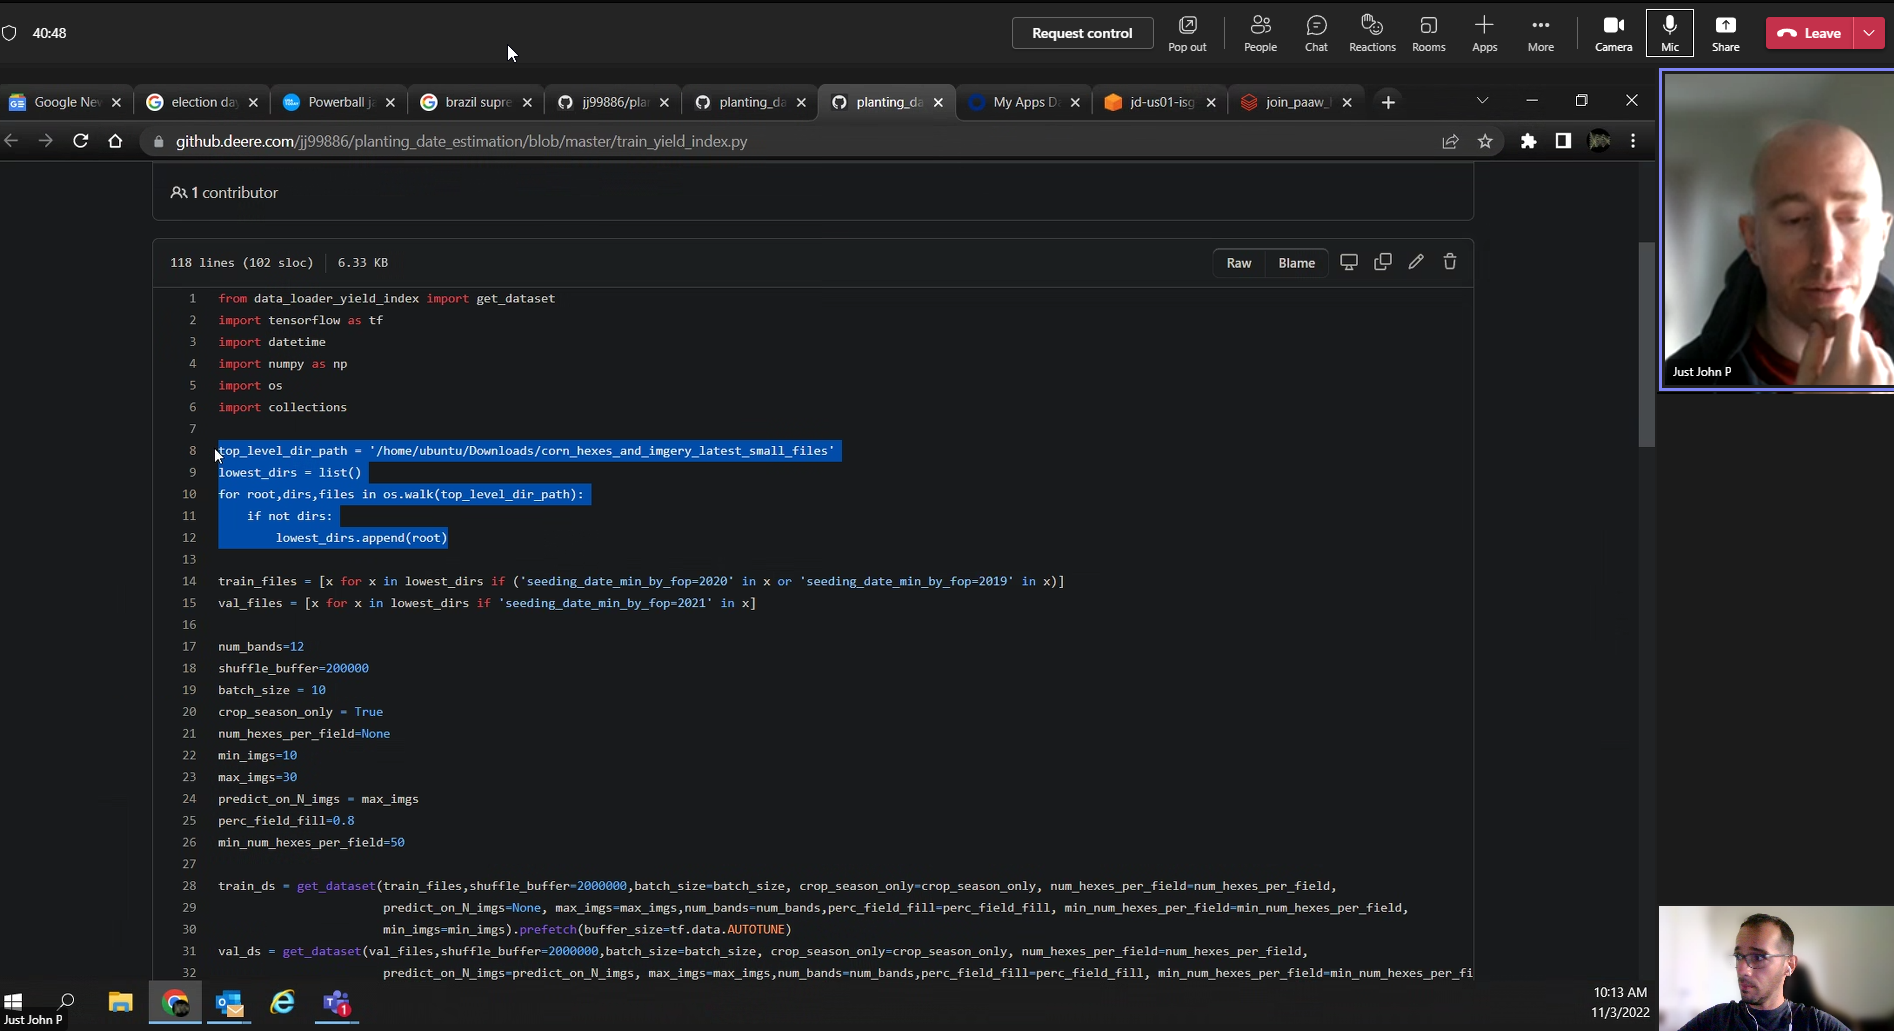 40:48
Request control
Pop out
People
Chat
Reactions
Rooms
Apps
More
Camera
Mic
Share
Leave
Google Ne
election da
Powerball ja
brazil supre
jj99886/pla
planting_da
planting_da
My Apps D
jd-us01-isg
join_paaw_
github.deere.com/jj99886/planting_date_estimation/blob/master/train_yield_index.py
1 contributor
118 lines (102 sloc) 6.33 KB
Raw
Blame
1 from data_loader_yield_index import get_dataset
2 import tensorflow as tf
3 import datetime
4 import numpy as np
5 import os
6 import collections
7
8 top_level_dir_path = '/home/ubuntu/Downloads/corn_hexes_and_imgery_latest_small_files'
9 lowest_dirs = list()
10 for root,dirs,files in os.walk(top_level_dir_path):
11 if not dirs:
12 lowest_dirs.append(root)
13
14 train_files = [x for x in lowest_dirs if ('seeding_date_min_by_fop=2020' in x or 'seeding_date_min_by_fop=2019' in x)]
15 val_files = [x for x in lowest_dirs if 'seeding_date_min_by_fop=2021' in x]
16
17 num_bands=12
18 shuffle_buffer=200000
19 batch_size = 10
20 crop_season_only = True
21 num_hexes_per_field=None
22 min_imgs=10
23 max_imgs=30
24 predict_on_N_imgs = max_imgs
25 perc_field_fill=0.8
26 min_num_hexes_per_field=50
27
28 train_ds = get_dataset(train_files,shuffle_buffer=2000000,batch_size=batch_size, crop_season_only=crop_season_only, num_hexes_per_field=num_hexes_per_field,
29 predict_on_N_imgs=None, max_imgs=max_imgs,num_bands=num_bands,perc_field_fill=perc_field_fill, min_num_hexes_per_field=min_num_hexes_per_field,
30 min_imgs=min_imgs).prefetch(buffer_size=tf.data.AUTOTUNE)
31 val_ds = get_dataset(val_files,shuffle_buffer=2000000,batch_size=batch_size, crop_season_only=crop_season_only, num_hexes_per_field=num_hexes_per_field,
32 predict_on_N_imgs=predict_on_N_imgs, max_imgs=max_imgs,num_bands=num_bands,perc_field_fill=perc_field_fill, min_num_hexes_per_field=min_num_hexes_per_fi
Just John P
1
10:13 AM
11/3/2022
Just John P